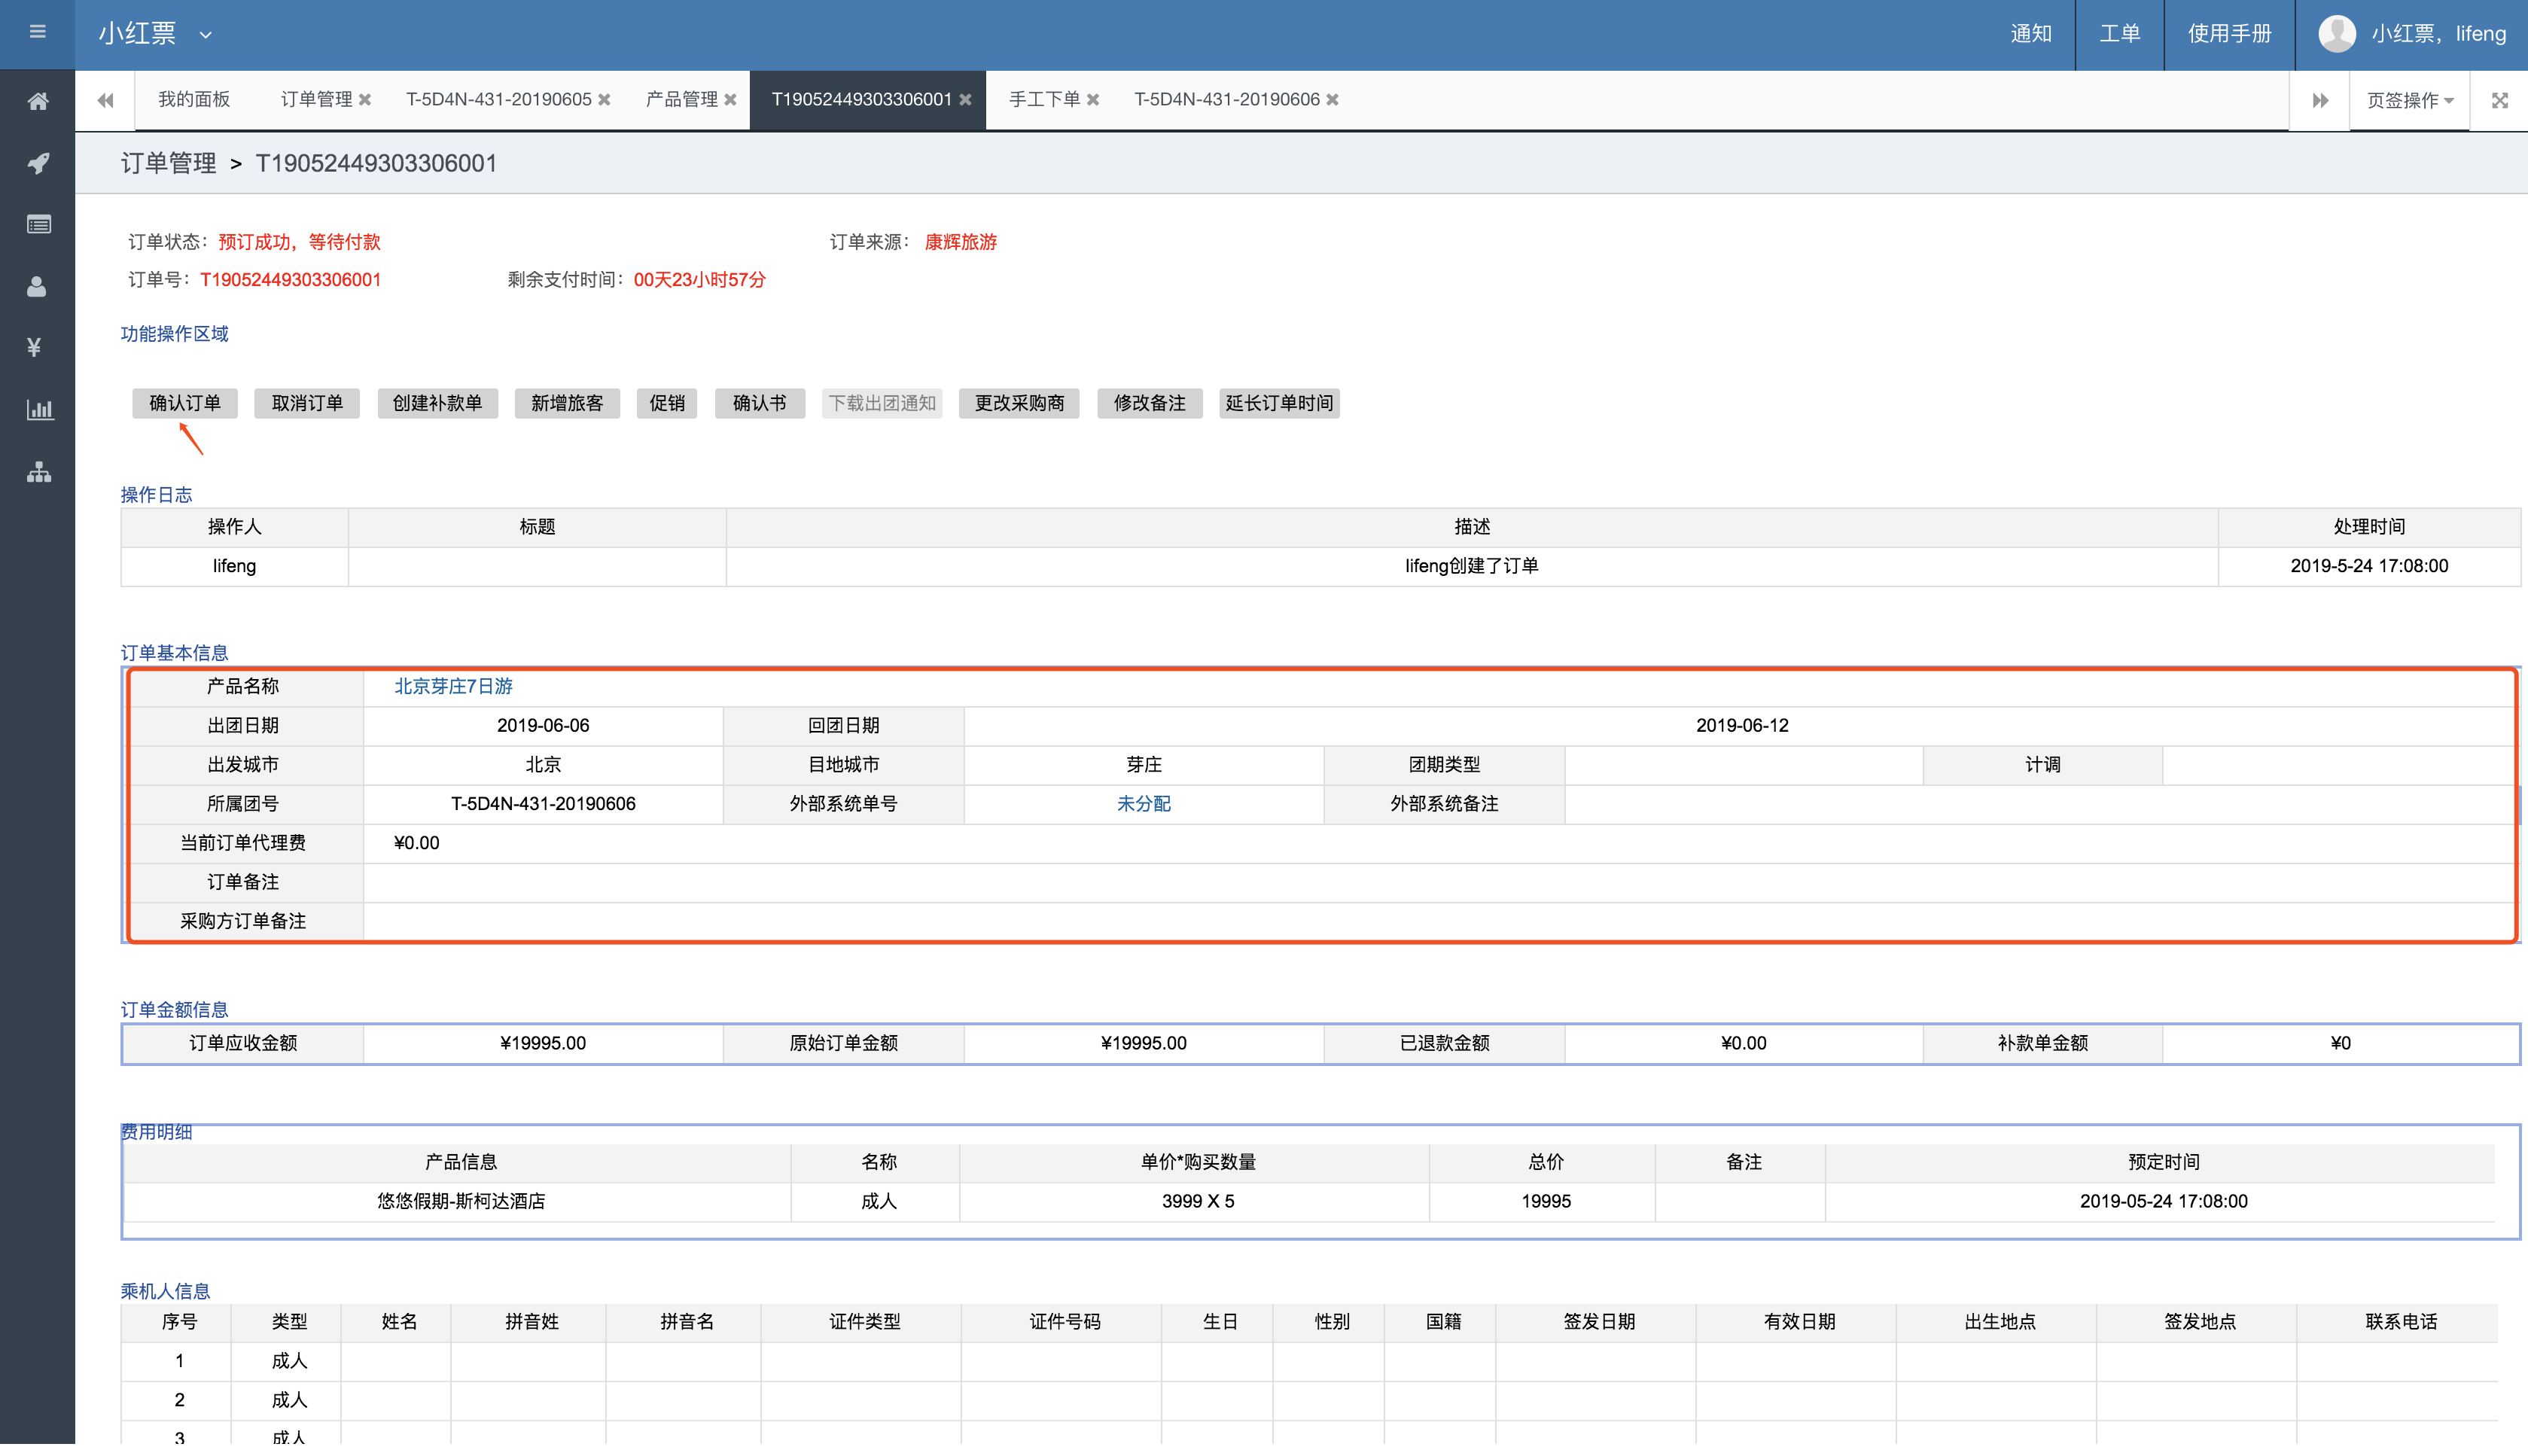 小红票 通知 工单 使用手册 小红票，lifeng
我的面板 订单管理 T-5D4N-431-20190605 产品管理 T19052449303306001 手工下单 T-5D4N-431-20190606 页签操作
订单管理 > T19052449303306001
订单状态：预订成功，等待付款 订单来源：康辉旅游
订单号：T19052449303306001 剩余支付时间：00天23小时57分
功能操作区域
确认订单 取消订单 创建补款单 新增旅客 促销 确认书 下载出团通知 更改采购商 修改备注 延长订单时间
操作日志
操作人 标题 描述 处理时间
lifeng lifeng创建了订单 2019-5-24 17:08:00
订单基本信息
产品名称 北京芽庄7日游
出团日期 2019-06-06 回团日期 2019-06-12
出发城市 北京 目地城市 芽庄 团期类型 计调
所属团号 T-5D4N-431-20190606 外部系统单号 未分配 外部系统备注
当前订单代理费 ¥0.00
订单备注
采购方订单备注
订单金额信息
订单应收金额 ¥19995.00 原始订单金额 ¥19995.00 已退款金额 ¥0.00 补款单金额 ¥0
费用明细
产品信息 名称 单价*购买数量 总价 备注 预定时间
悠悠假期-斯柯达酒店 成人 3999 X 5 19995 2019-05-24 17:08:00
乘机人信息
序号 类型 姓名 拼音姓 拼音名 证件类型 证件号码 生日 性别 国籍 签发日期 有效日期 出生地点 签发地点 联系电话
1 成人
2 成人
3 成人